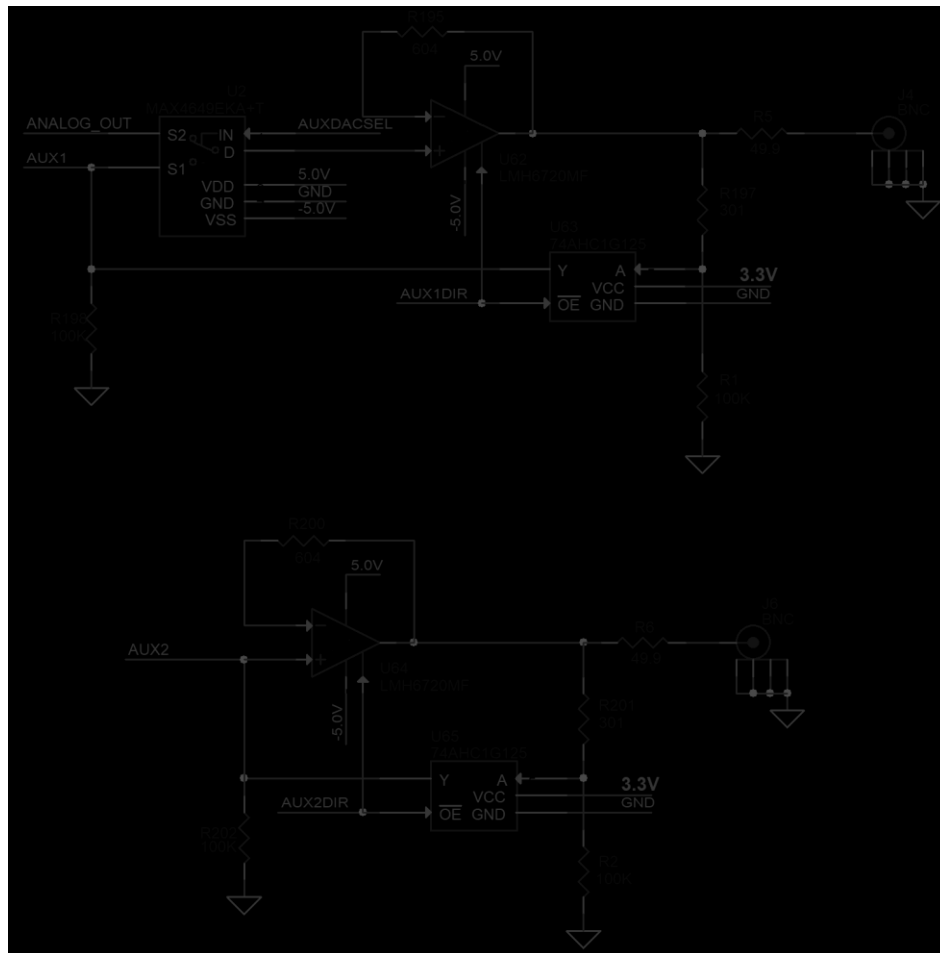 R195
604
5.0V
U2
MAX4649EKA+T
J4
BNC
ANALOG_OUT
S2
IN
AUXDACSEL
R5
49.9
D
AUX1
S1
U62
LMH6720MF
5.0V
VDD
GND
GND
-5.0V
VSS
-5.0V
R197
301
U63
74AHC1G125
Y
A
3.3V
VCC
AUX1DIR
GND
OE
GND
R198
100K
R1
100K
R200
604
5.0V
J6
BNC
R6
49.9
AUX2
U64
LMH6720MF
-5.0V
R201
301
U65
74AHC1G125
Y
A
3.3V
VCC
AUX2DIR
GND
OE
GND
R202
100K
R2
100K